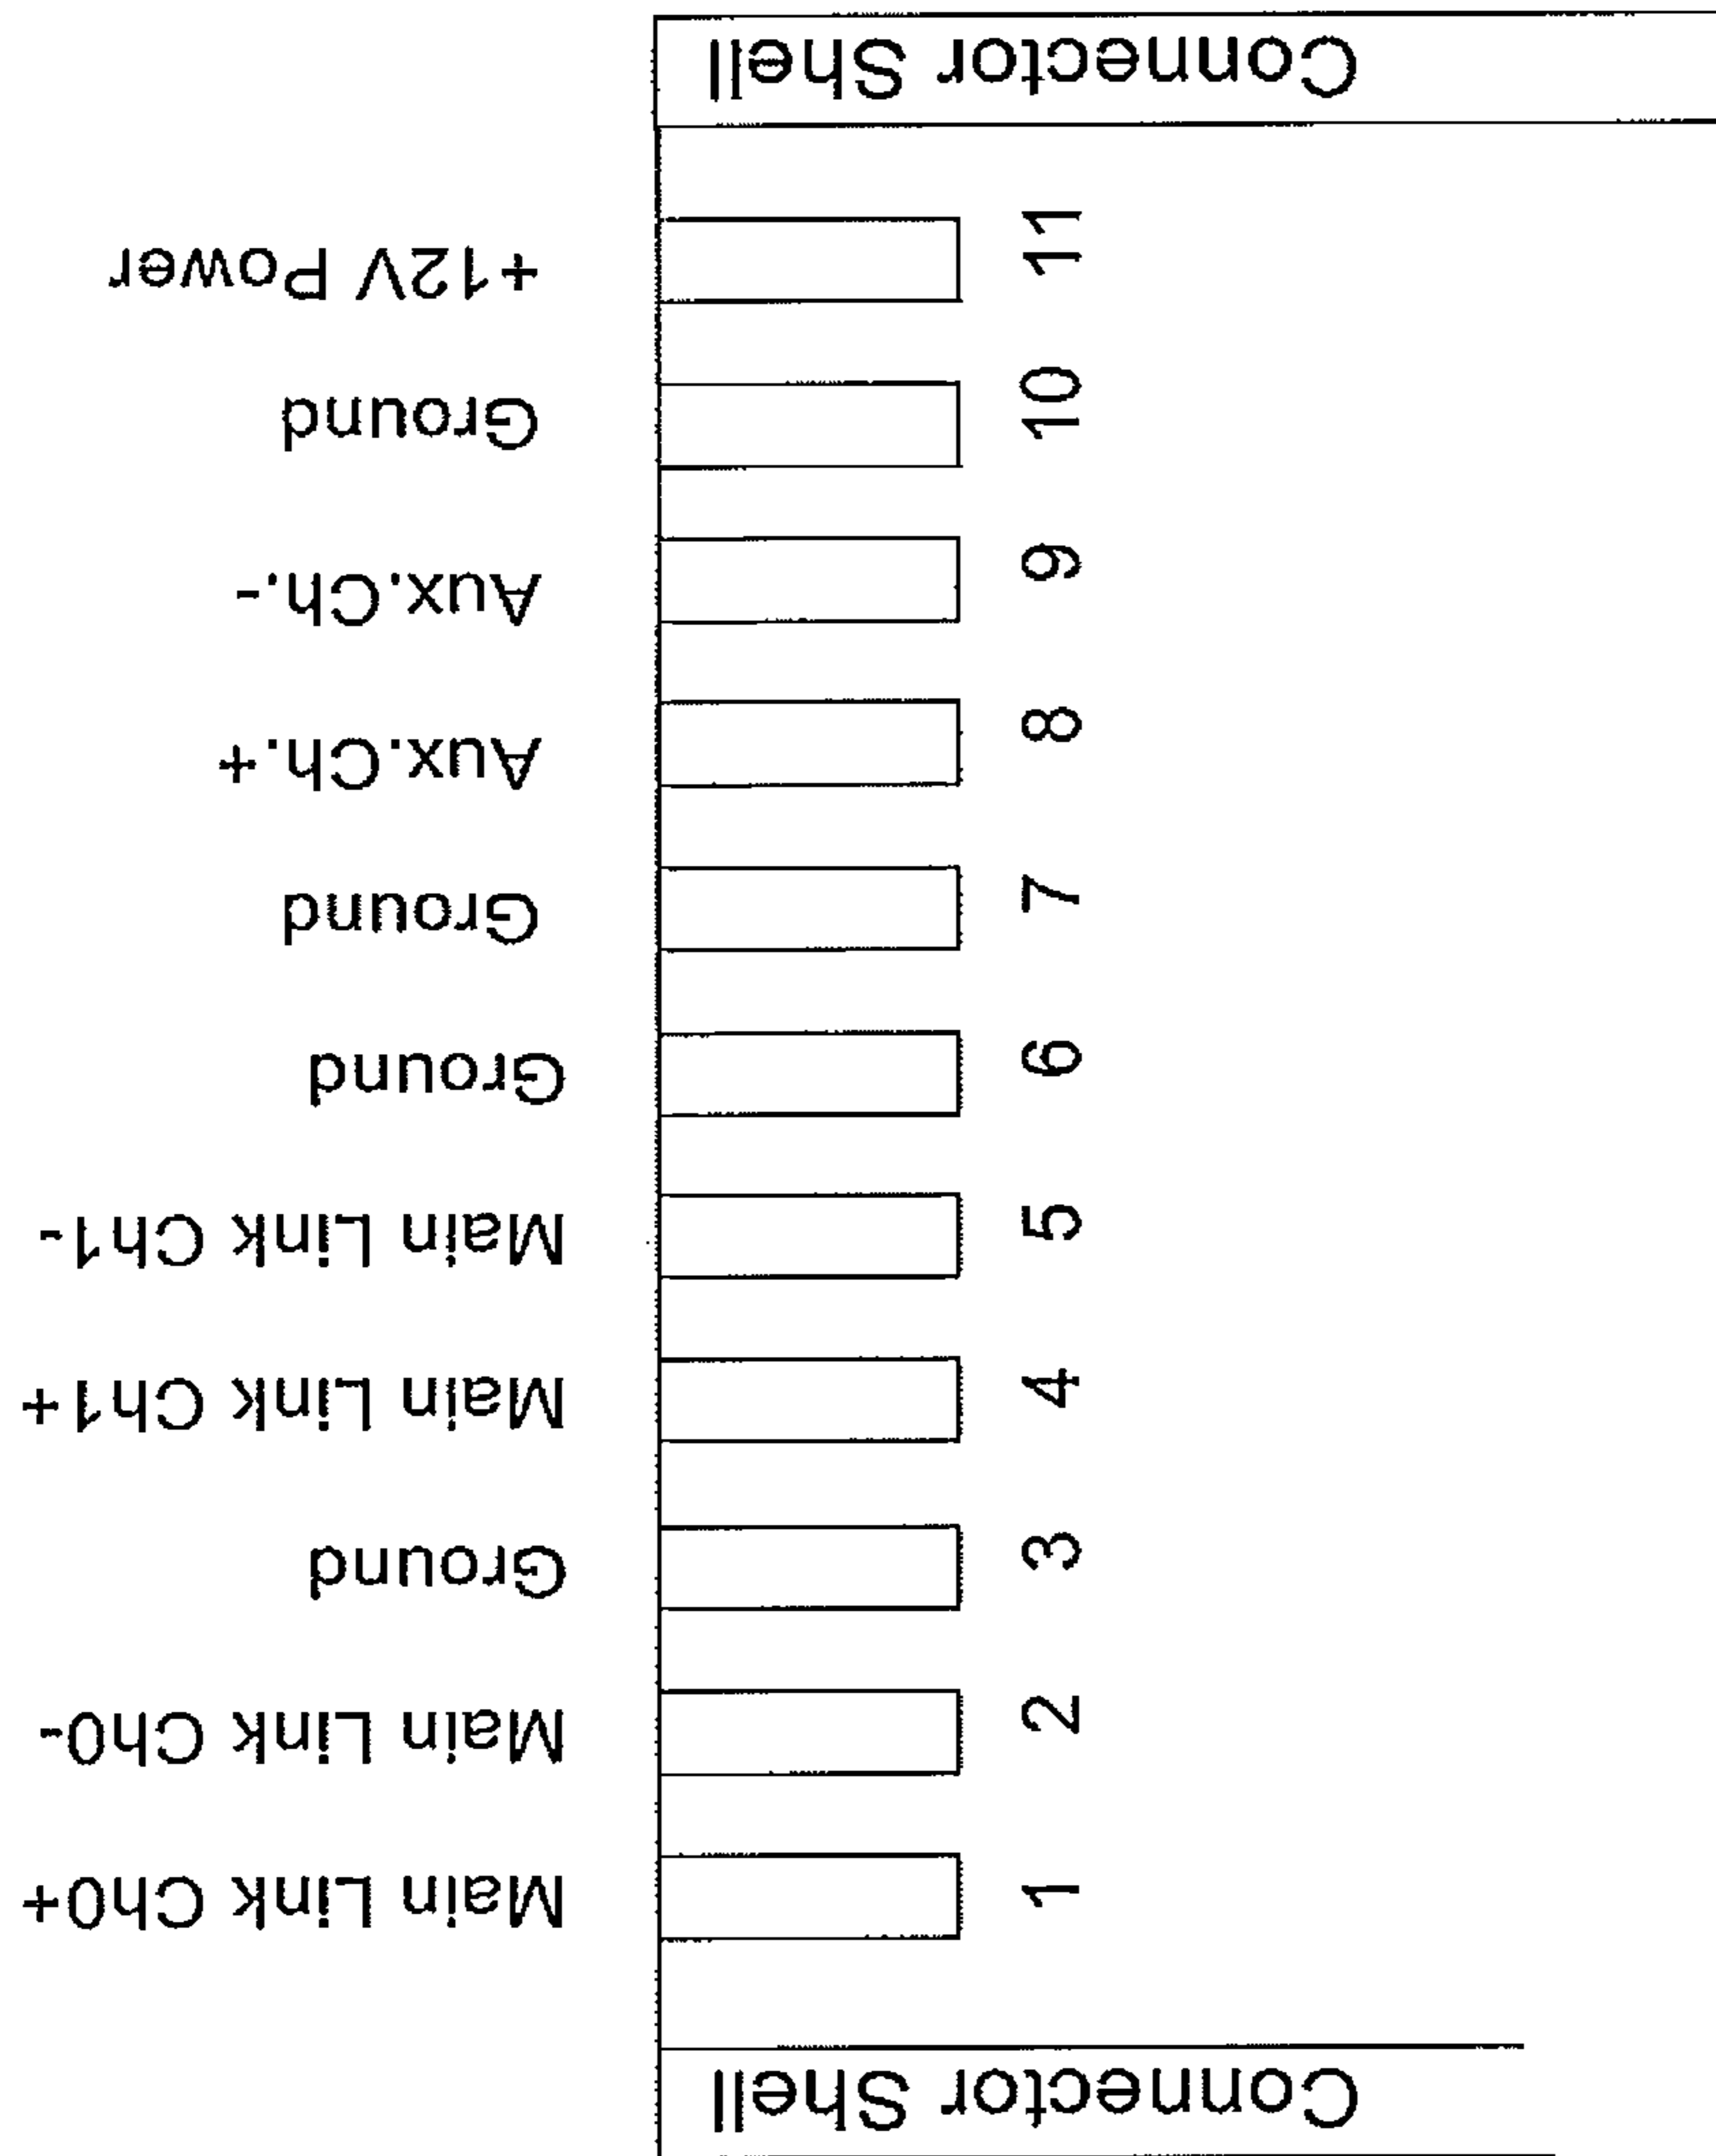 Connector Shell
1 Main Link Ch0+
2 Main Link Ch0-
3 Ground
4 Main Link Ch1+
5 Main Link Ch1-
6 Ground
7 Ground
8 Aux.Ch.+
9 Aux.Ch.-
10 Ground
11 +12V Power
Connector Shell